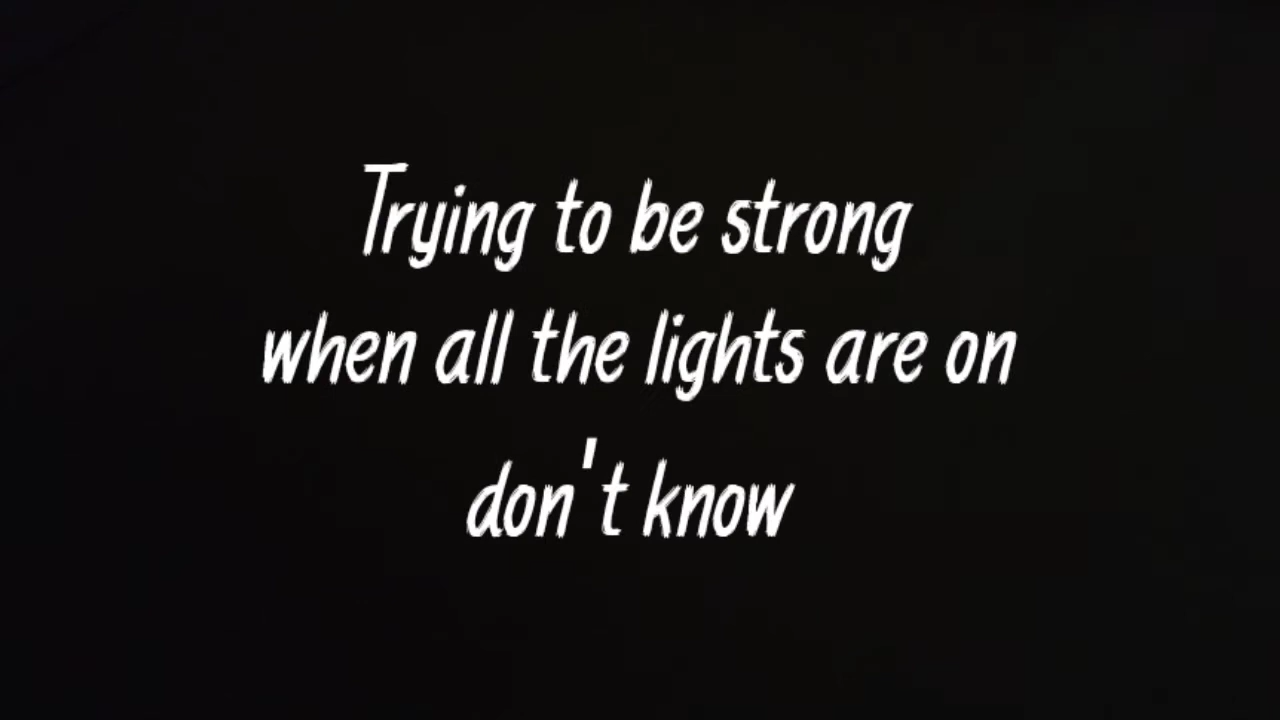 Trying to be strong
when all the lights are on
don't know